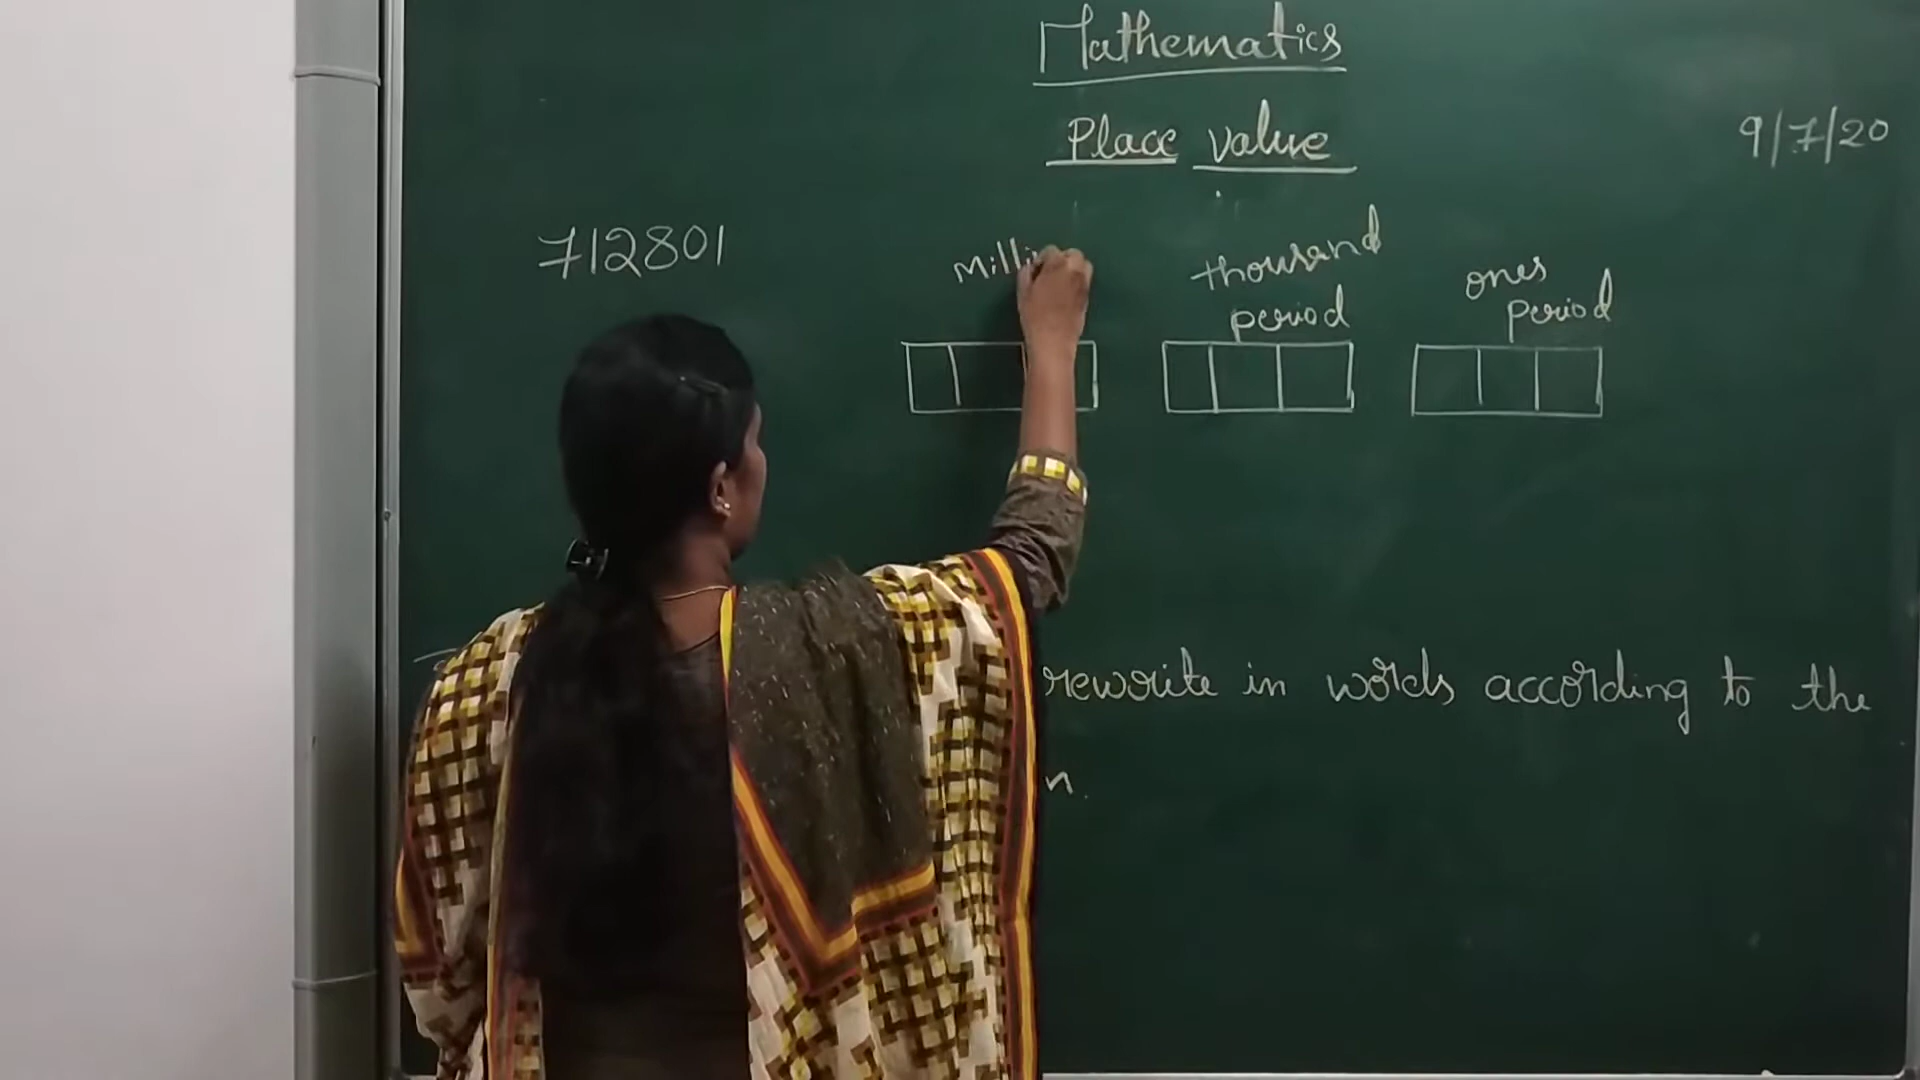 Mathematics
Place value
9/7/20
712801
Milli
thousand
period
ones
period
rewrite in words according to the
n.